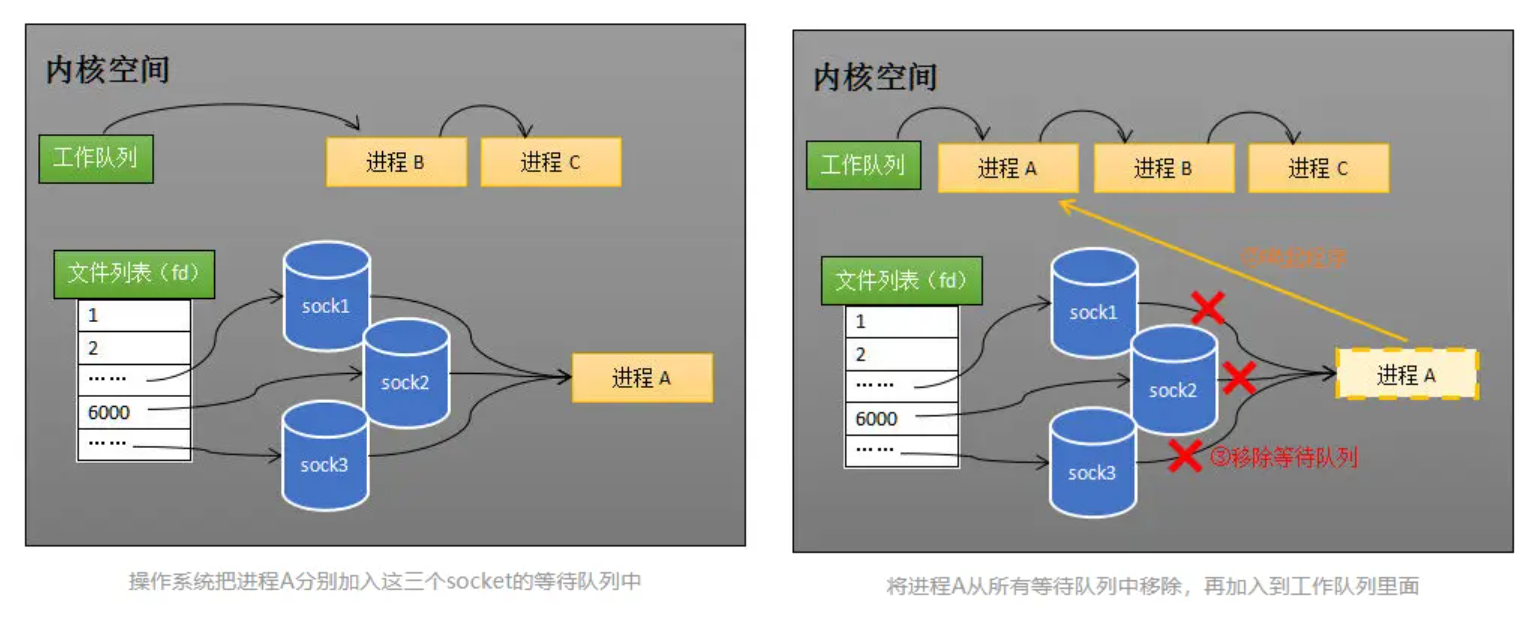 内核空间
工作队列
进程 B
进程 C
文件列表（fd）
1
2
……
6000
……
sock1
sock2
sock3
进程 A
操作系统把进程A分别加入这三个socket的等待队列中
内核空间
工作队列
进程 A
进程 B
进程 C
文件列表（fd）
1
2
……
6000
……
sock1
sock2
sock3
进程 A
③移除等待队列
将进程A从所有等待队列中移除，再加入到工作队列里面